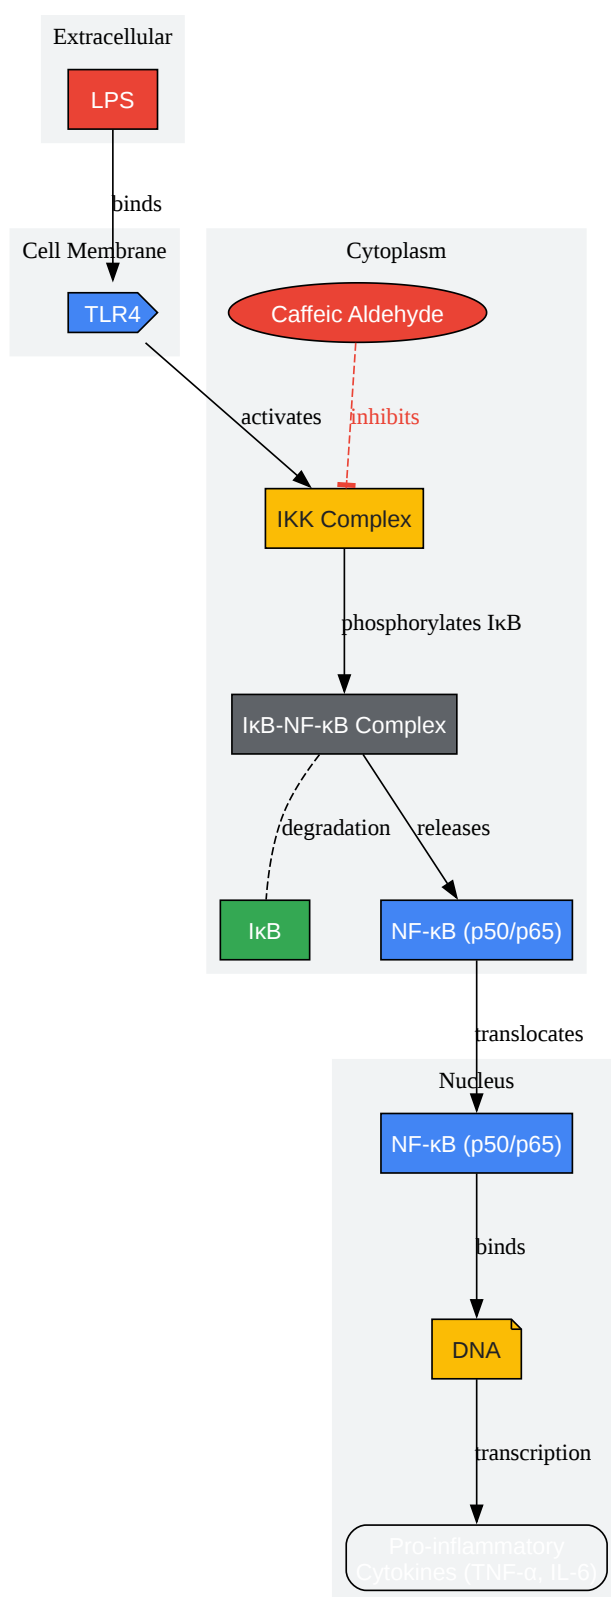 Extracellular
LPS
binds
Cell Membrane
TLR4
Cytoplasm
Caffeic Aldehyde
activates
inhibits
IKK Complex
phosphorylates IκB
IκB-NF-κB Complex
degradation
releases
IκB
NF-κB (p50/p65)
translocates
Nucleus
NF-κB (p50/p65)
binds
DNA
transcription
Pro-inflammatory
Cytokines (TNF-α, IL-6)